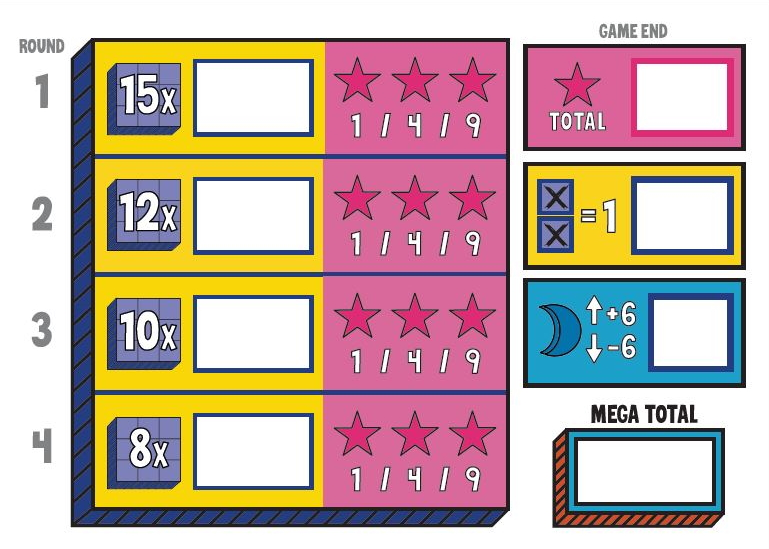 ROUND
1
15x
1 / 4 / 9
2
12x
1 / 4 / 9
3
10x
1 / 4 / 9
4
8x
1 / 4 / 9
GAME END
TOTAL
X
X
=1
↑+6
↓-6
MEGA TOTAL